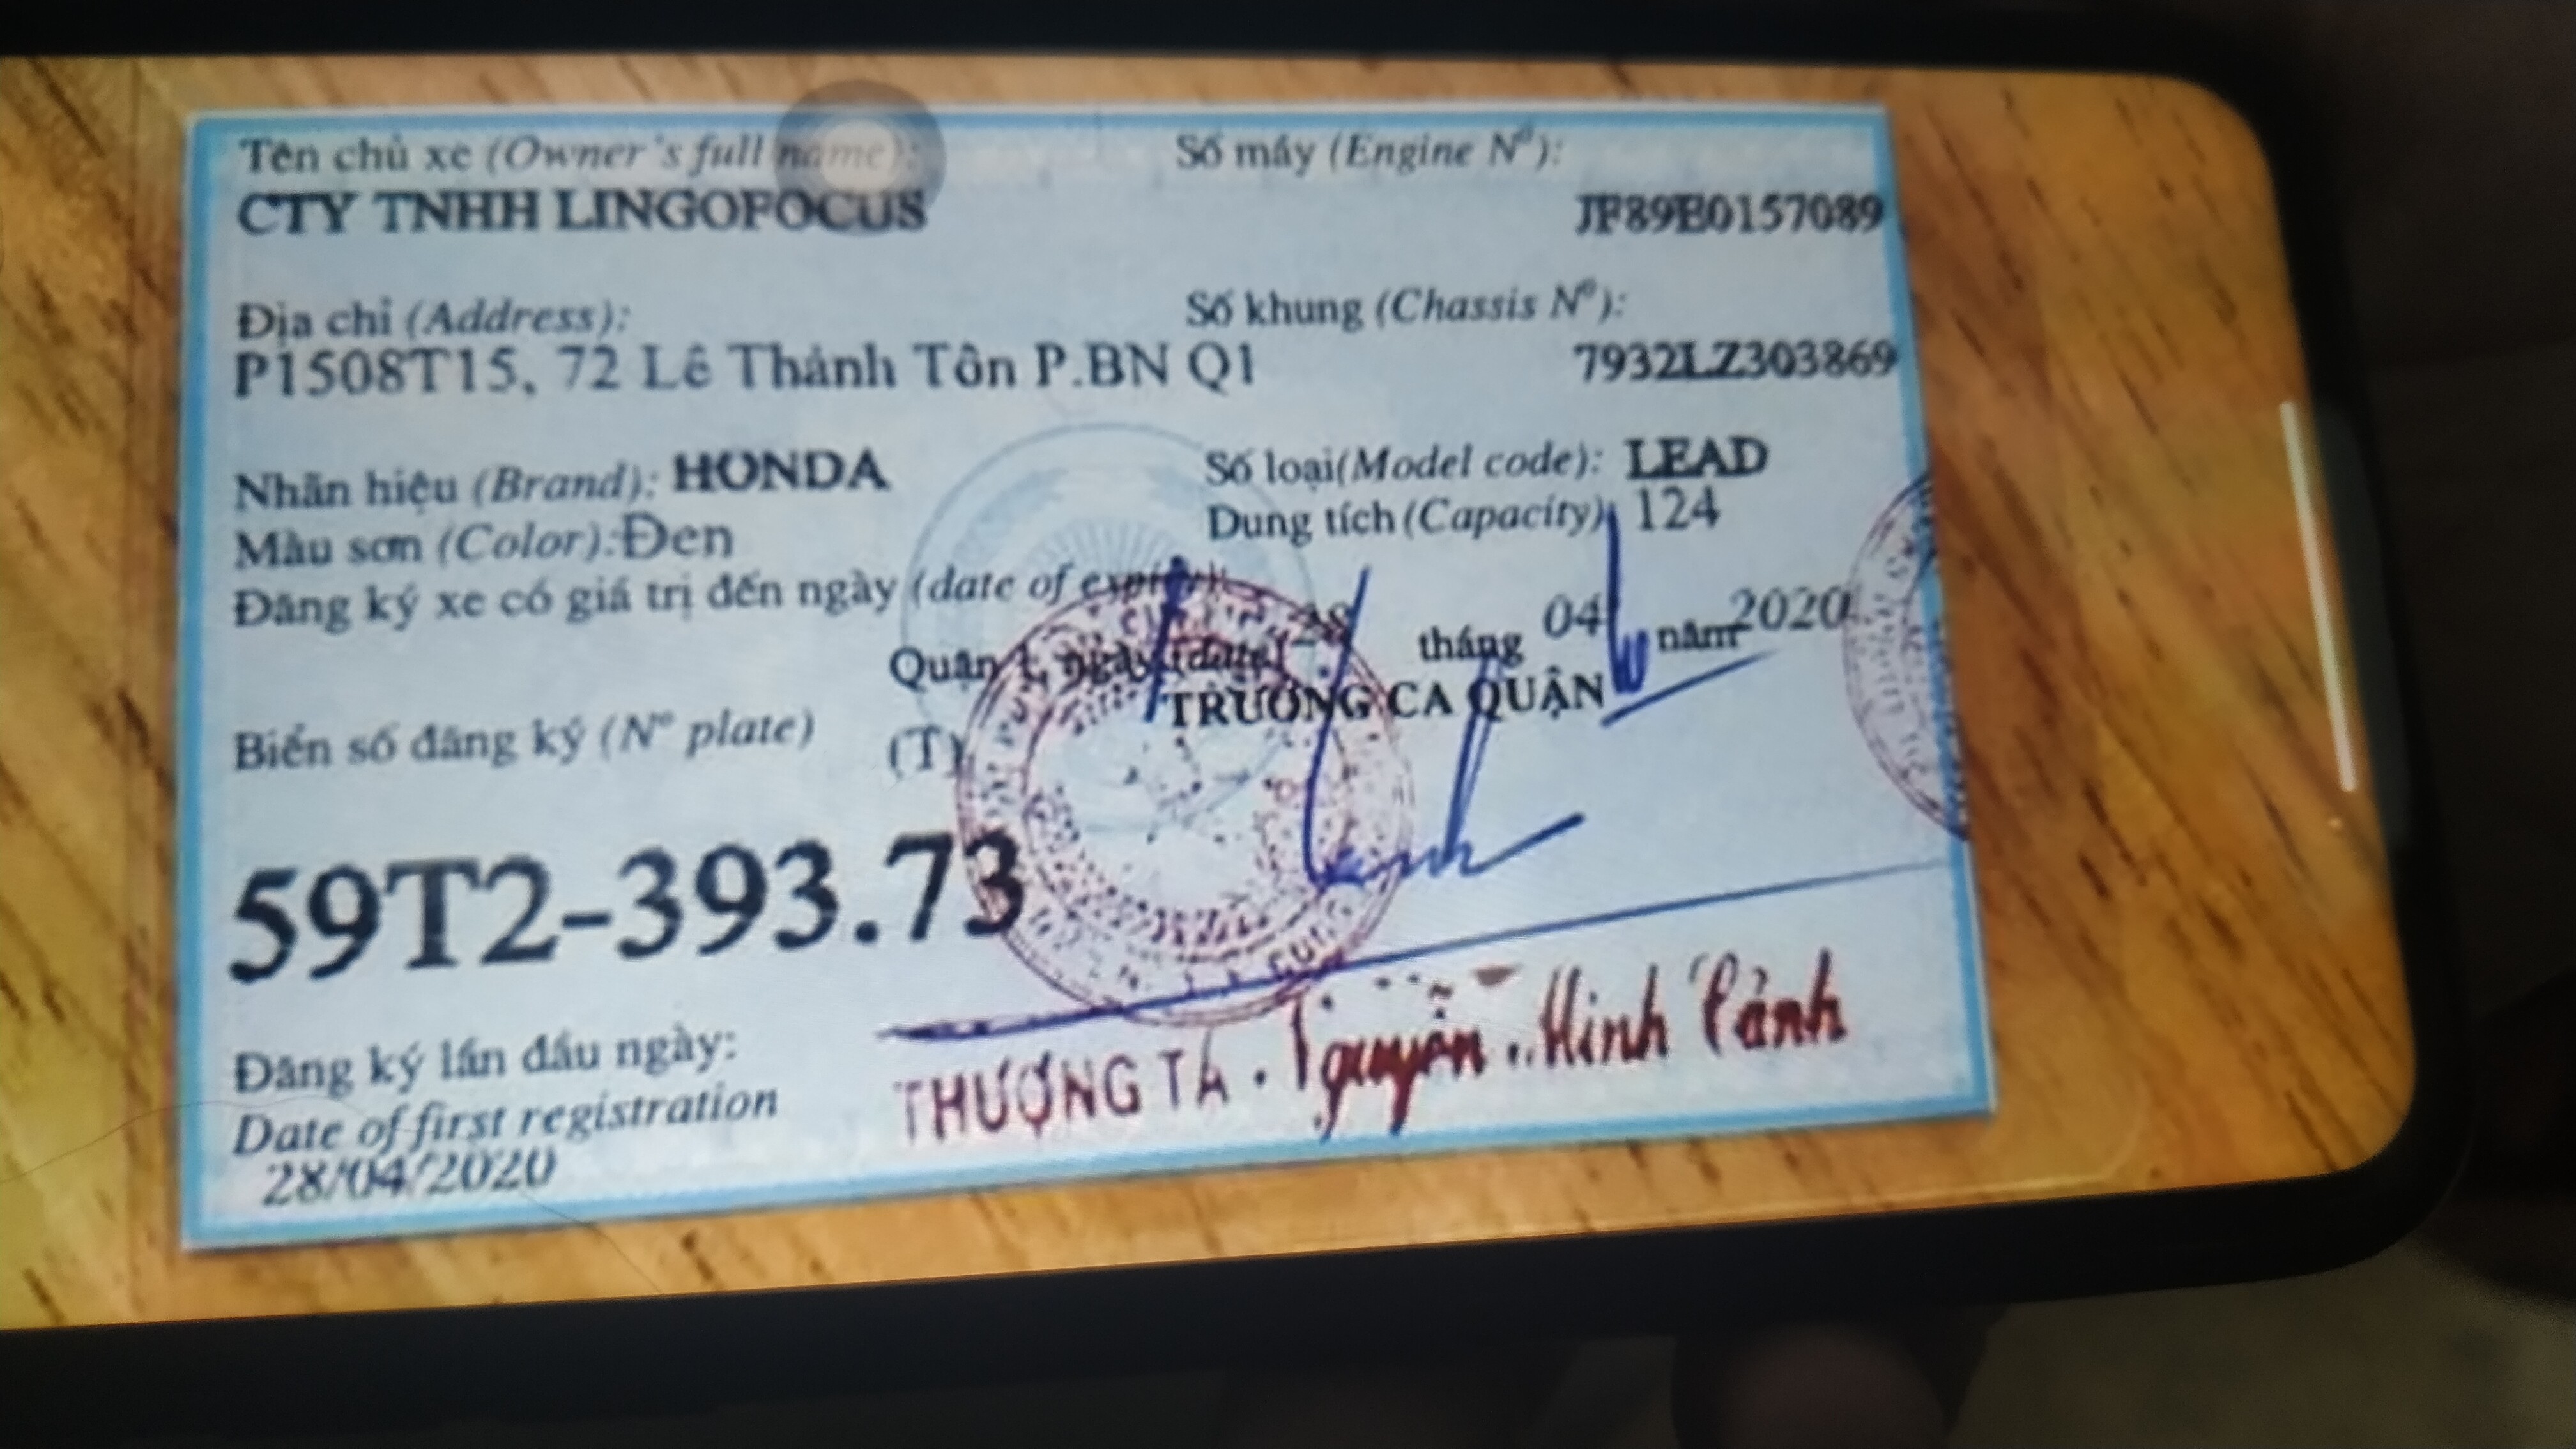 Tên chủ xe (Owner's full name):
CTY TNHH LINGOFOCUS
Số máy (Engine Nº):
JF89E0157089
Địa chỉ (Address):
P1508T15, 72 Lê Thánh Tôn P.BN Q1
Số khung (Chassis Nº):
7932LZ303869
Nhãn hiệu (Brand): HONDA
Số loại(Model code): LEAD
Màu sơn (Color):Đen
Dung tích (Capacity): 124
Đăng ký xe có giá trị đến ngày (date of expiry):
Quận 1, ngày (date) 28 tháng 04 năm 2020
TRƯỞNG CA QUẬN
Biển số đăng ký (N° plate) (T)
59T2-393.73
Đăng ký lần đầu ngày:
Date of first registration
28/04/2020
THƯỢNG TÁ. Nguyễn Minh Cảnh